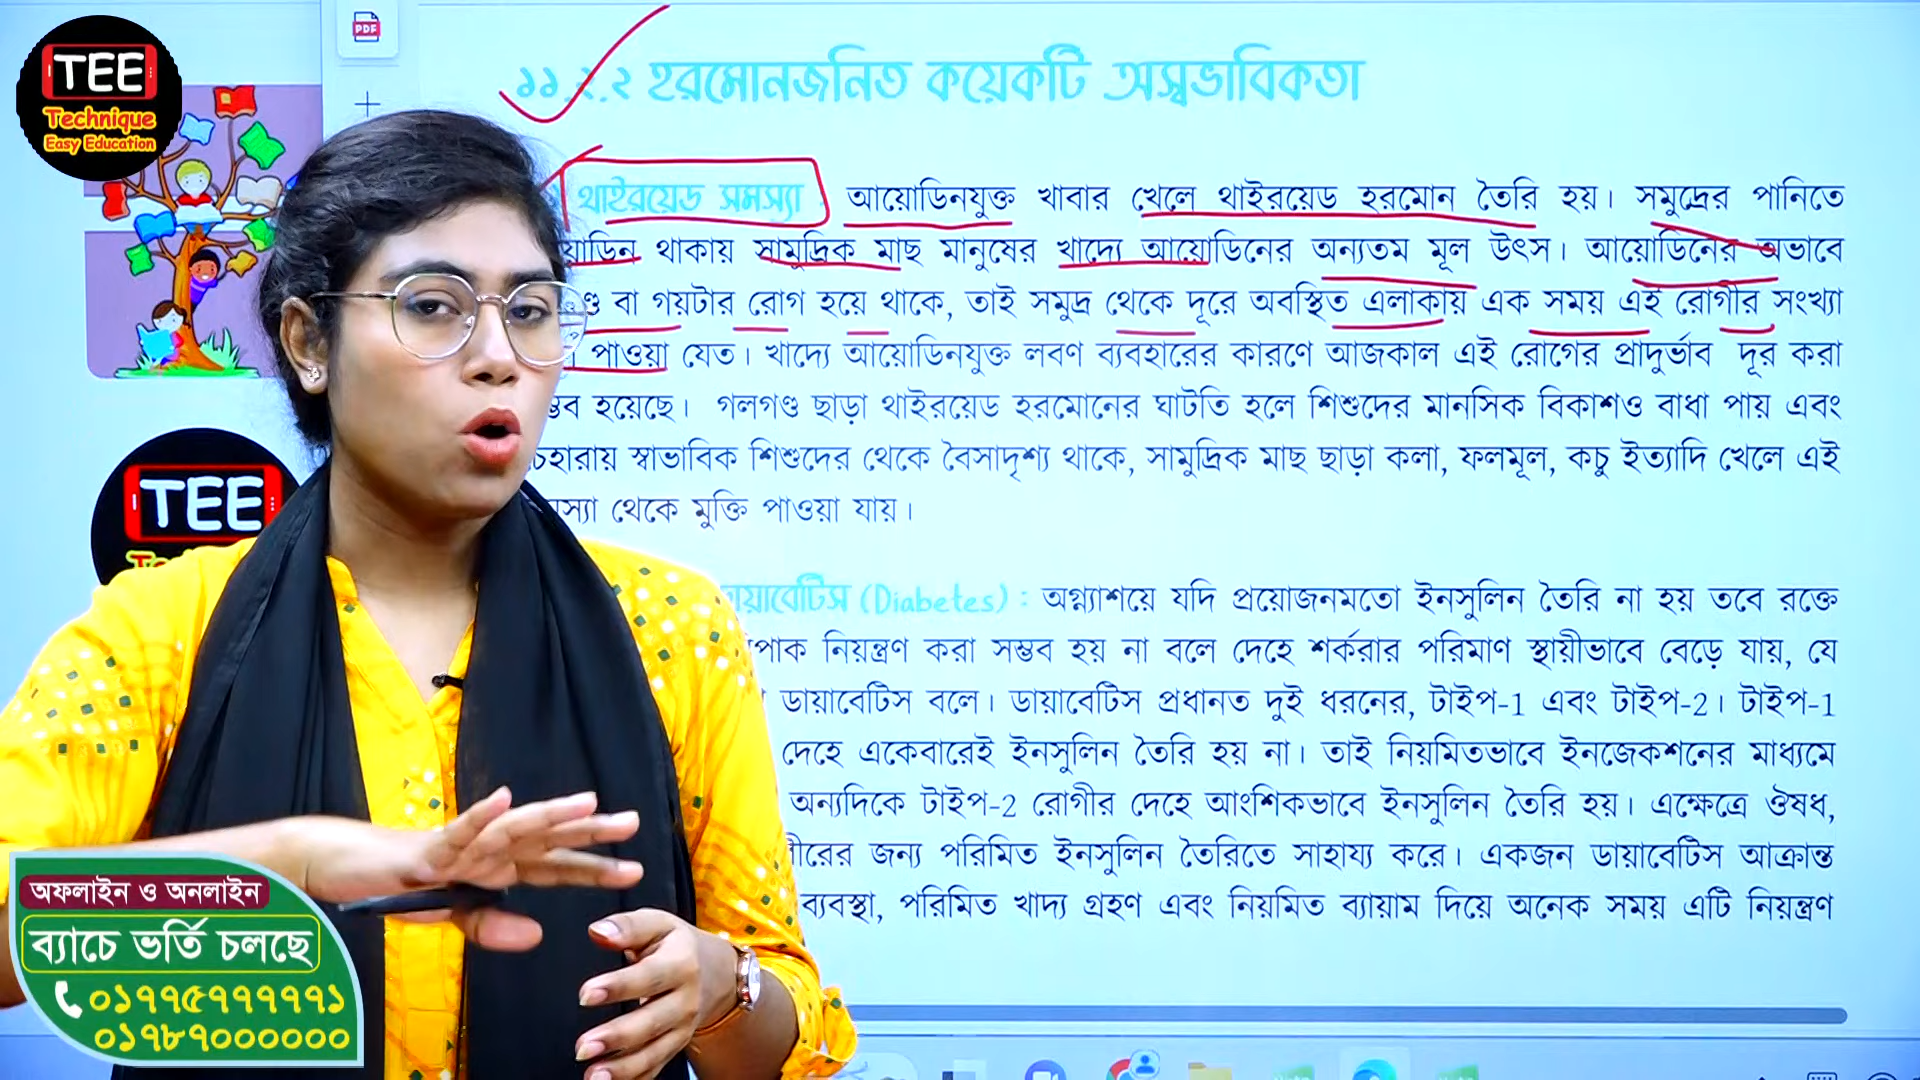 TEE
Technique
Easy Education
PDF
১১.২.২ হরমোনজনিত কয়েকটি অস্বভাবিকতা
থাইরয়েড সমস্যা : আয়োডিনযুক্ত খাবার খেলে থাইরয়েড হরমোন তৈরি হয়। সমুদ্রের পানিতে
থাকায় সামুদ্রিক মাছ মানুষের খাদ্যে আয়োডিনের অন্যতম মূল উৎস। আয়োডিনের অভাবে
বা গয়টার রোগ হয়ে থাকে, তাই সমুদ্র থেকে দূরে অবস্থিত এলাকায় এক সময় এই রোগীর সংখ্যা
পাওয়া যেত। খাদ্যে আয়োডিনযুক্ত লবণ ব্যবহারের কারণে আজকাল এই রোগের প্রাদুর্ভাব দূর করা
হয়েছে। গলগণ্ড ছাড়া থাইরয়েড হরমোনের ঘাটতি হলে শিশুদের মানসিক বিকাশও বাধা পায় এবং
চেহারায় স্বাভাবিক শিশুদের থেকে বৈসাদৃশ্য থাকে, সামুদ্রিক মাছ ছাড়া কলা, ফলমূল, কচু ইত্যাদি খেলে এই
থেকে মুক্তি পাওয়া যায়।
TEE
ডায়াবেটিস (Diabetes) : অগ্ন্যাশয়ে যদি প্রয়োজনমতো ইনসুলিন তৈরি না হয় তবে রক্তে
নিয়ন্ত্রণ করা সম্ভব হয় না বলে দেহে শর্করার পরিমাণ স্থায়ীভাবে বেড়ে যায়, যে
ডায়াবেটিস বলে। ডায়াবেটিস প্রধানত দুই ধরনের, টাইপ-1 এবং টাইপ-2। টাইপ-1
দেহে একেবারেই ইনসুলিন তৈরি হয় না। তাই নিয়মিতভাবে ইনজেকশনের মাধ্যমে
অন্যদিকে টাইপ-2 রোগীর দেহে আংশিকভাবে ইনসুলিন তৈরি হয়। এক্ষেত্রে ঔষধ,
জন্য পরিমিত ইনসুলিন তৈরিতে সাহায্য করে। একজন ডায়াবেটিস আক্রান্ত
ব্যবস্থা, পরিমিত খাদ্য গ্রহণ এবং নিয়মিত ব্যায়াম দিয়ে অনেক সময় এটি নিয়ন্ত্রণ
অফলাইন ও অনলাইন
ব্যাচে ভর্তি চলছে
০১৭৭৫৭৭৭৭৭১
০১৭৮৭০০০০০০